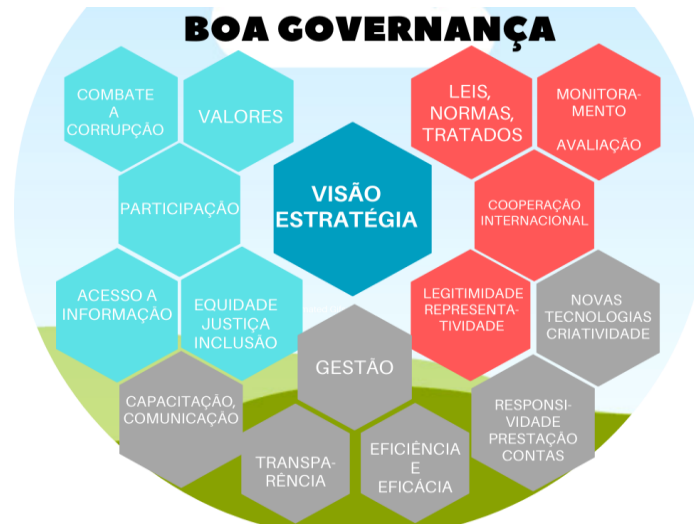 BOA GOVERNANÇA
COMBATE
A
CORRUPÇÃO
VALORES
PARTICIPAÇÃO
ACESSO A
INFORMAÇÃO
EQUIDADE
JUSTIÇA
INCLUSÃO
VISÃO
ESTRATÉGIA
LEIS,
NORMAS,
TRATADOS
MONITORA-
MENTO
AVALIAÇÃO
COOPERAÇÃO
INTERNACIONAL
LEGITIMIDADE
REPRESENTA-
TIVIDADE
NOVAS
TECNOLOGIAS
CRIATIVIDADE
GESTÃO
CAPACITAÇÃO,
COMUNICAÇÃO
TRANSPA-
RÊNCIA
EFICIÊNCIA
E
EFICÁCIA
RESPONSI-
VIDADE
PRESTAÇÃO
CONTAS